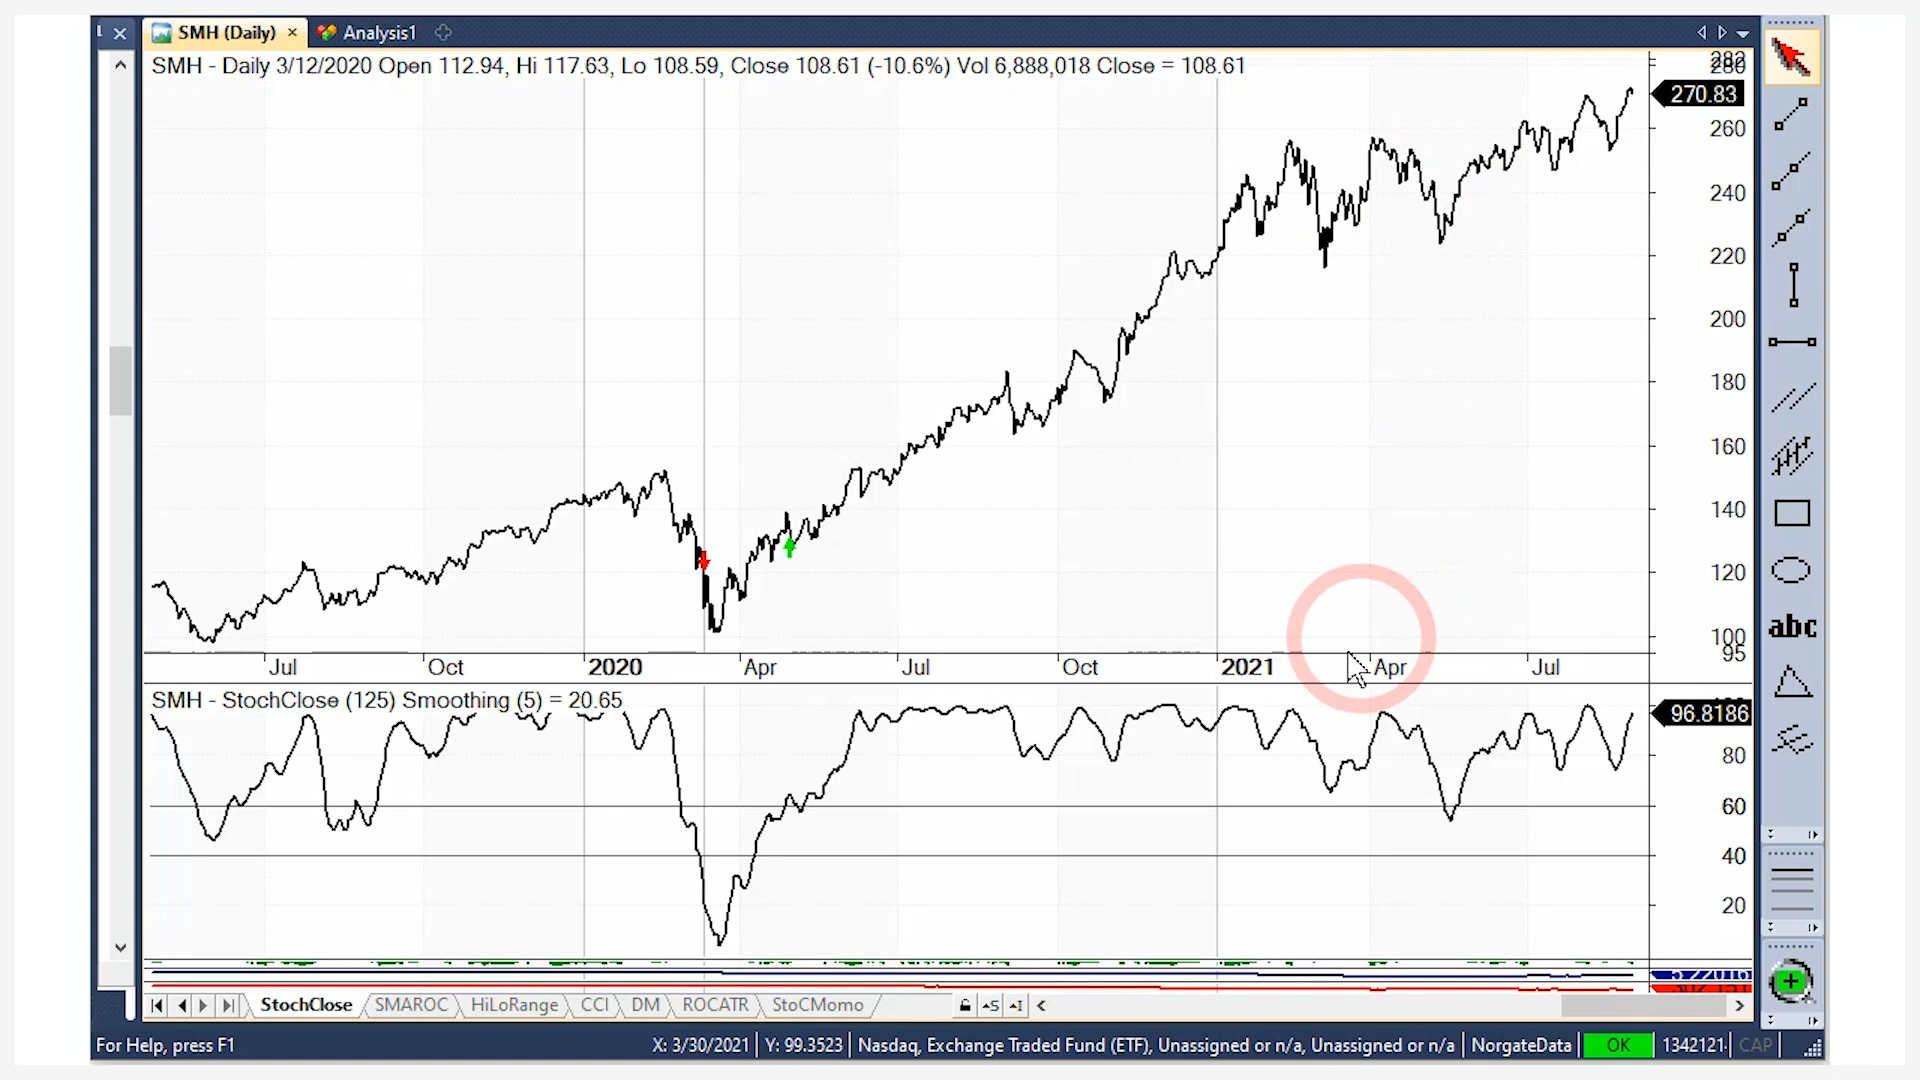 SMH (Daily)
Analysis1
SMH - Daily 3/12/2020 Open 112.94, Hi 117.63, Lo 108.59, Close 108.61 (-10.6%) Vol 6,888,018 Close = 108.61
270.83
260
240
220
200
180
160
140
120
100
95
Jul Oct 2020 Apr Jul Oct 2021 Apr Jul
SMH - StochClose (125) Smoothing (5) = 20.65
96.8186
80
60
40
20
StochClose SMAROC HiLoRange CCI DM ROCATR StoCMomo
abc
For Help, press F1
X: 3/30/2021 Y: 99.3523 Nasdaq, Exchange Traded Fund (ETF), Unassigned or n/a, Unassigned or n/a NorgateData OK 1342121 CAP